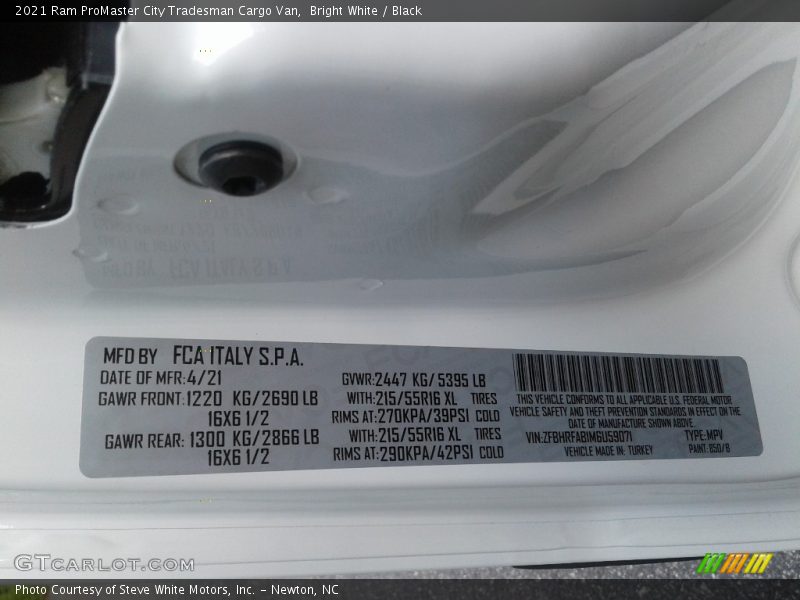 2021 Ram ProMaster City Tradesman Cargo Van,  Bright White / Black
MFD BY FCA ITALY S.P.A.
DATE OF MFR:4/21
GVWR:2447 KG/ 5395 LB
GAWR FRONT:1220 KG/2690 LB
WITH:215/55R16 XL TIRES
16X6 1/2
RIMS AT:270KPA/39PSI COLD
GAWR REAR: 1300 KG/2866 LB
WITH:215/55R16 XL TIRES
16X6 1/2
RIMS AT:290KPA/42PSI COLD
THIS VEHICLE CONFORMS TO ALL APPLICABLE U.S. FEDERAL MOTOR
VEHICLE SAFETY AND THEFT PREVENTION STANDARDS IN EFFECT ON THE
DATE OF MANUFACTURE SHOWN ABOVE
VIN:ZFBHRFAB1M6U59071 TYPE:MPV
VEHICLE MADE IN: TURKEY PAINT: 850/B
GTCARLOT.COM
Photo Courtesy of Steve White Motors, Inc. – Newton, NC